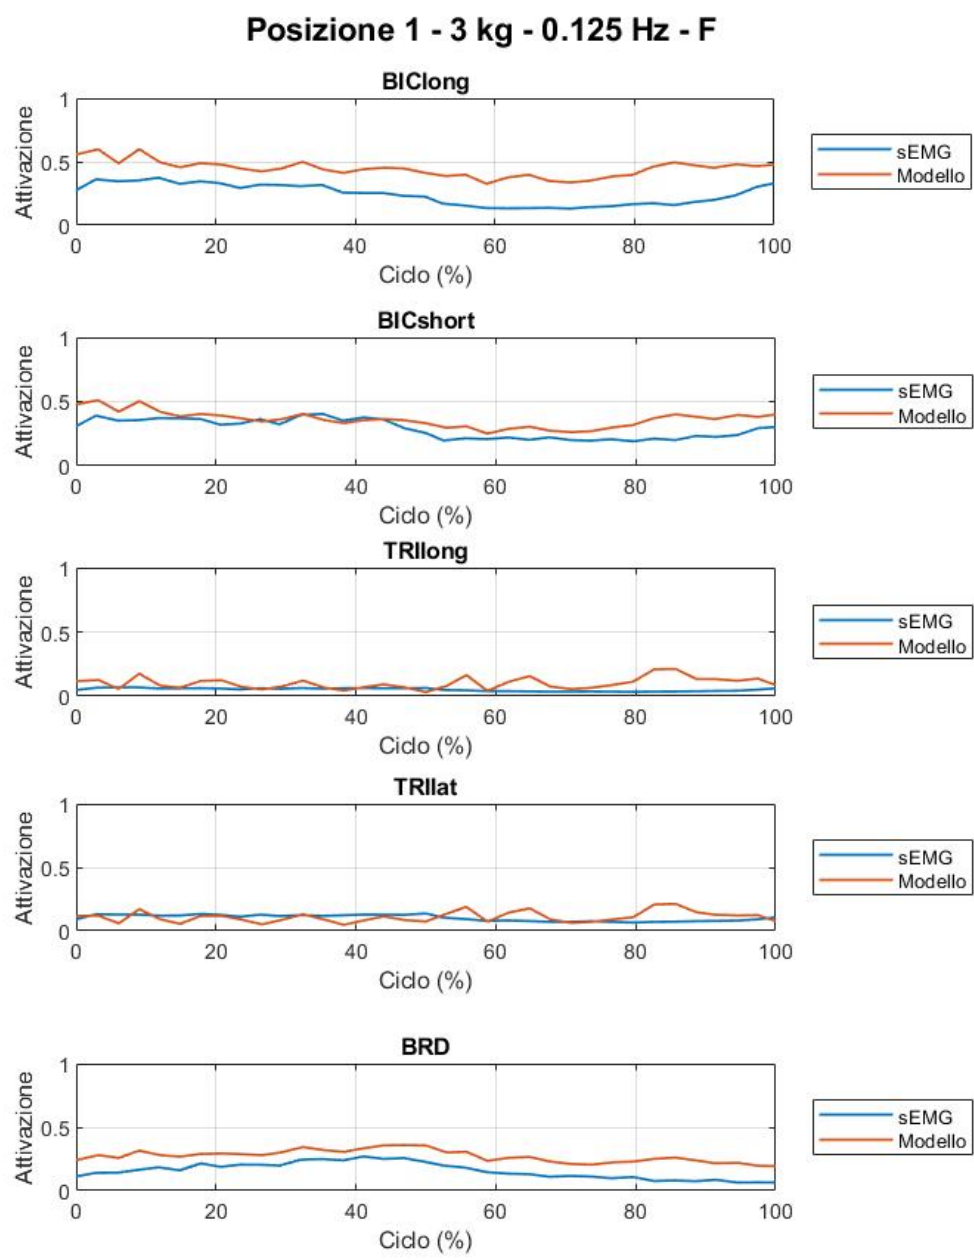 Posizione 1 - 3 kg - 0.125 Hz - F
BIClong
1
0.5
0
Attivazione
0 20 40 60 80 100
Ciclo (%)
sEMG
Modello
BICshort
1
0.5
0
Attivazione
0 20 40 60 80 100
Ciclo (%)
sEMG
Modello
TRIlong
1
0.5
0
Attivazione
0 20 40 60 80 100
Ciclo (%)
sEMG
Modello
TRIlat
1
0.5
0
Attivazione
0 20 40 60 80 100
Ciclo (%)
sEMG
Modello
BRD
1
0.5
0
Attivazione
0 20 40 60 80 100
Ciclo (%)
sEMG
Modello